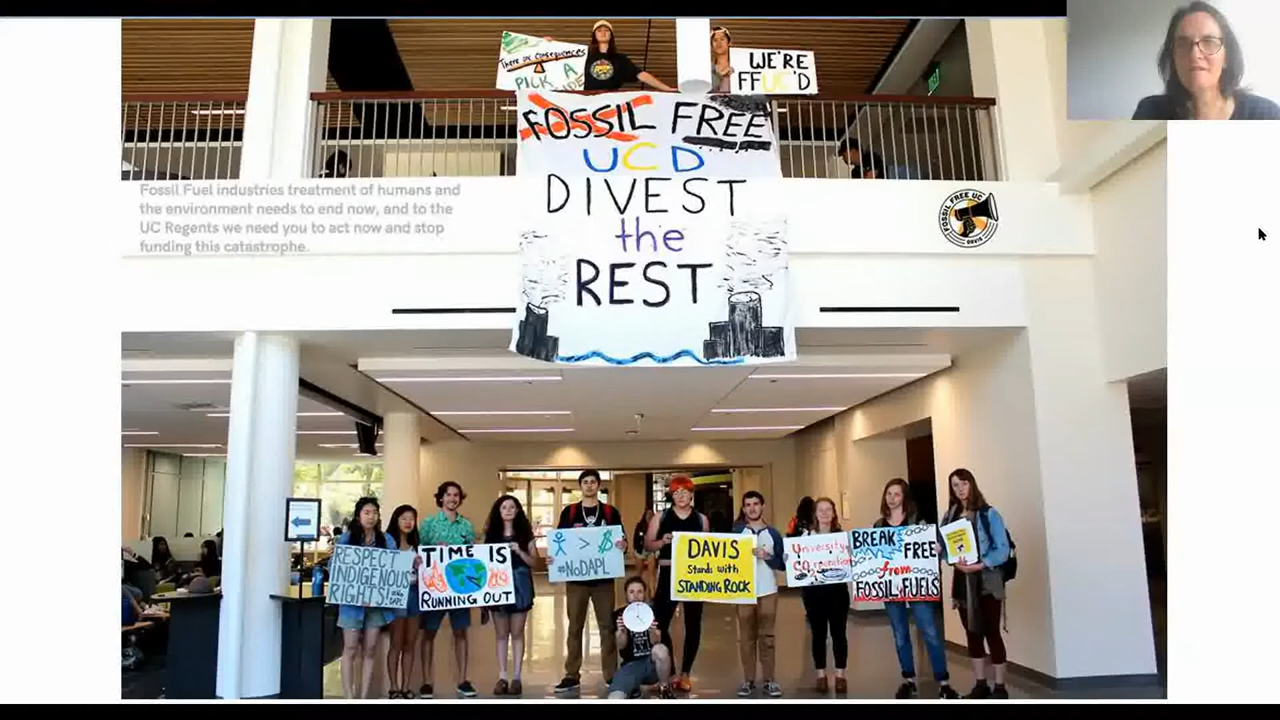 There are consequences
PICK A
WE'RE
FFUC'D
FOSSIL FREE
UCD
DIVEST
the
REST
Fossil Fuel industries treatment of humans and
the environment needs to end now, and to the
UC Regents we need you to act now and stop
funding this catastrophe.
FOSSIL FREE UC
DAVIS
RESPECT
INDIGENOUS
RIGHTS!
TIME IS
RUNNING OUT
> $
#NoDAPL
DAVIS
Stands with
STANDING ROCK
University
BREAK
FREE
from
FOSSIL FUELS